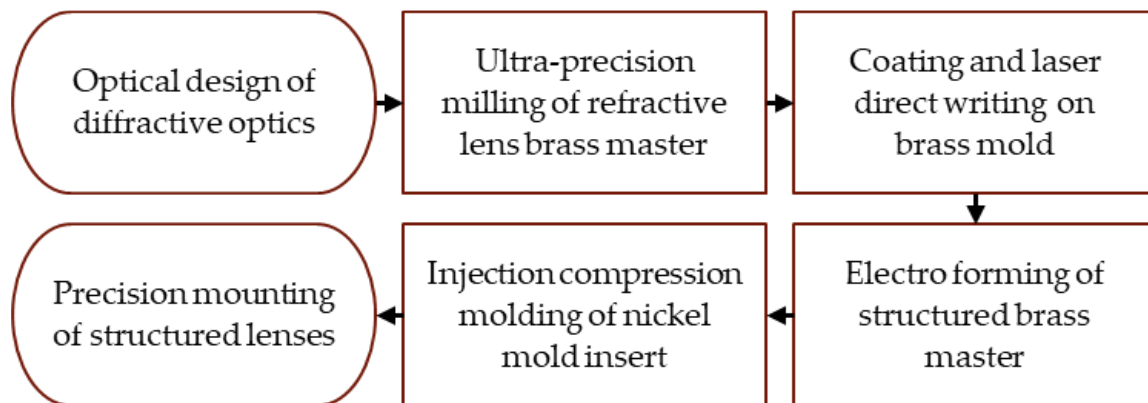 Optical design of
diffractive optics
Ultra-precision
milling of refractive
lens brass master
Coating and laser
direct writing on
brass mold
Electro forming of
structured brass
master
Injection compression
molding of nickel
mold insert
Precision mounting
of structured lenses